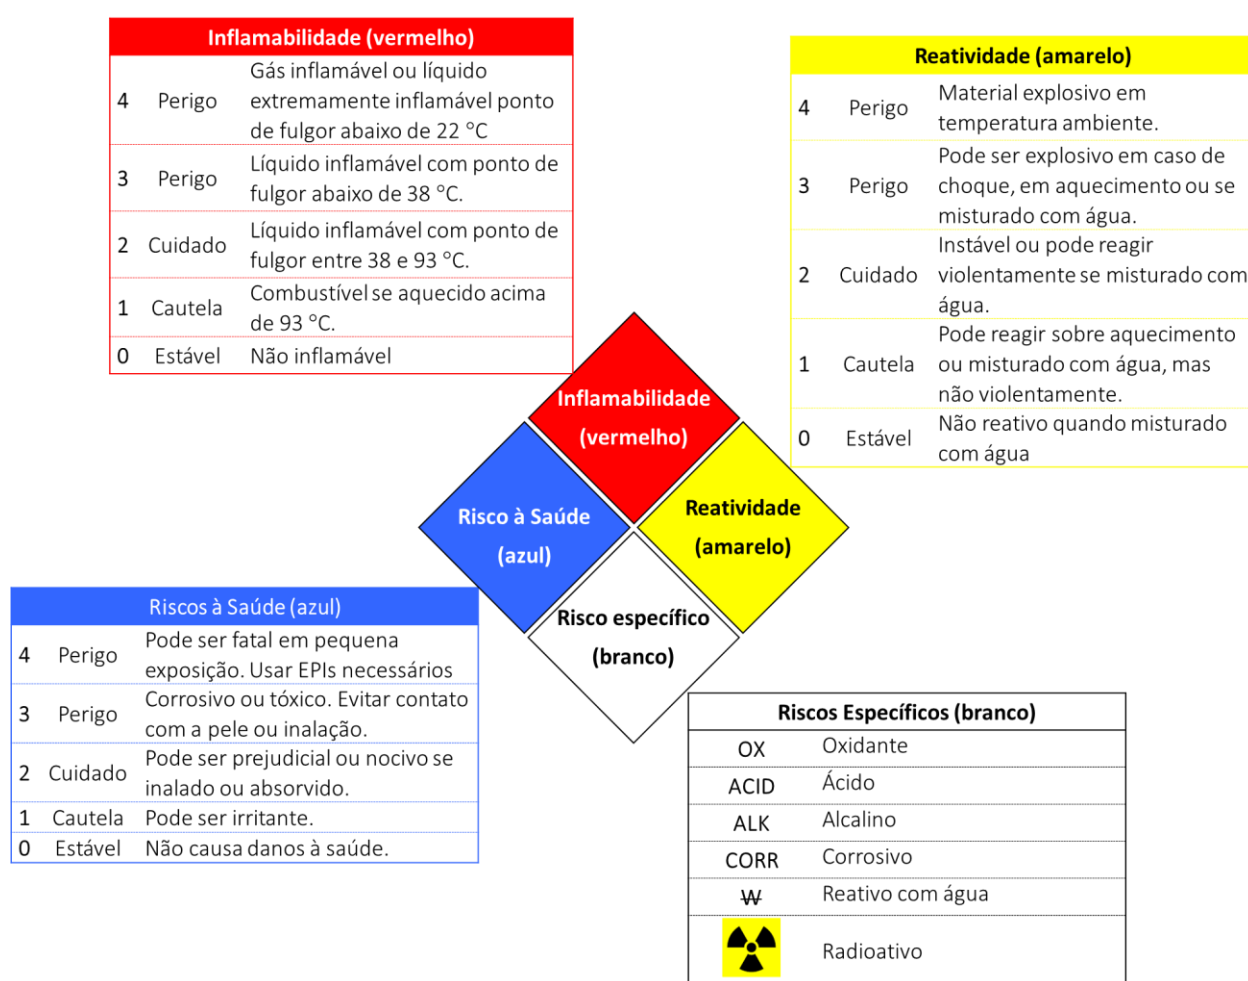 Inflamabilidade (vermelho)
4 Perigo Gás inflamável ou líquido
extremamente inflamável ponto
de fulgor abaixo de 22 °C
3 Perigo Líquido inflamável com ponto de
fulgor abaixo de 38 °C.
2 Cuidado Líquido inflamável com ponto de
fulgor entre 38 e 93 °C.
1 Cautela Combustível se aquecido acima
de 93 °C.
0 Estável Não inflamável
Reatividade (amarelo)
4 Perigo Material explosivo em
temperatura ambiente.
3 Perigo Pode ser explosivo em caso de
choque, em aquecimento ou se
misturado com água.
2 Cuidado Instável ou pode reagir
violentamente se misturado com
água.
1 Cautela Pode reagir sobre aquecimento
ou misturado com água, mas
não violentamente.
0 Estável Não reativo quando misturado
com água
Inflamabilidade
(vermelho)
Risco à Saúde
(azul)
Reatividade
(amarelo)
Risco específico
(branco)
Riscos à Saúde (azul)
4 Perigo Pode ser fatal em pequena
exposição. Usar EPIs necessários
3 Perigo Corrosivo ou tóxico. Evitar contato
com a pele ou inalação.
2 Cuidado Pode ser prejudicial ou nocivo se
inalado ou absorvido.
1 Cautela Pode ser irritante.
0 Estável Não causa danos à saúde.
Riscos Específicos (branco)
OX Oxidante
ACID Ácido
ALK Alcalino
CORR Corrosivo
W̶ Reativo com água
Radioativo